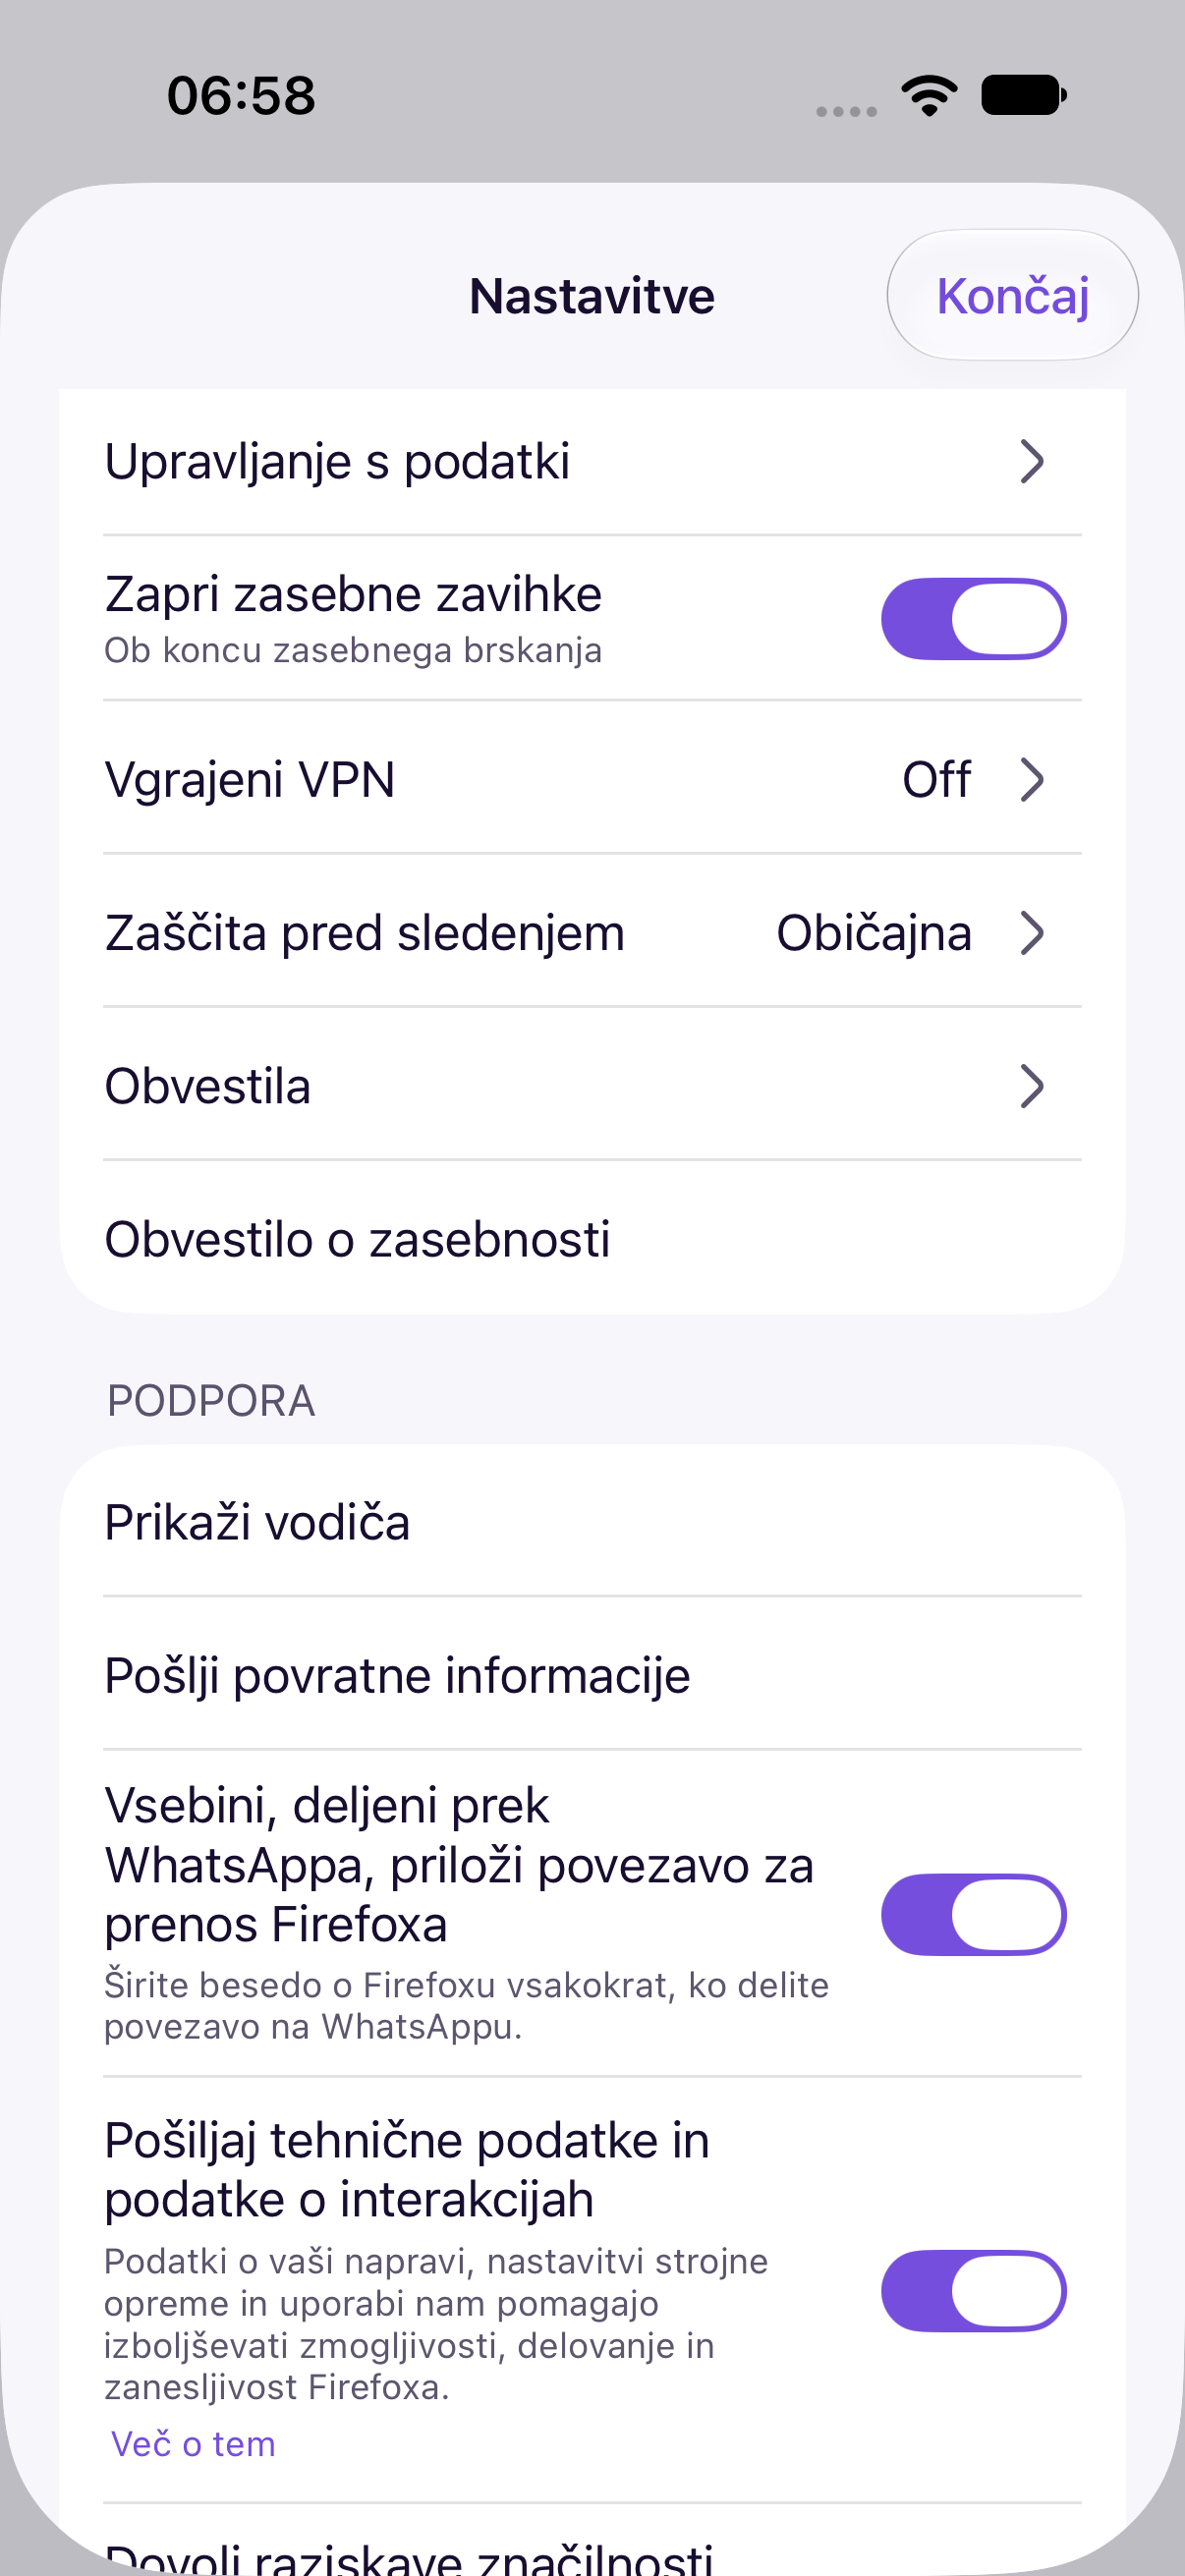 06:58
Nastavitve
Končaj
Upravljanje s podatki
Zapri zasebne zavihke
Ob koncu zasebnega brskanja
Vgrajeni VPN
Off
Zaščita pred sledenjem
Običajna
Obvestila
Obvestilo o zasebnosti
PODPORA
Prikaži vodiča
Pošlji povratne informacije
Vsebini, deljeni prek
WhatsAppa, priloži povezavo za
prenos Firefoxa
Širite besedo o Firefoxu vsakokrat, ko delite
povezavo na WhatsAppu.
Pošiljaj tehnične podatke in
podatke o interakcijah
Podatki o vaši napravi, nastavitvi strojne
opreme in uporabi nam pomagajo
izboljševati zmogljivosti, delovanje in
zanesljivost Firefoxa.
Več o tem
Dovoli raziskave značilnosti